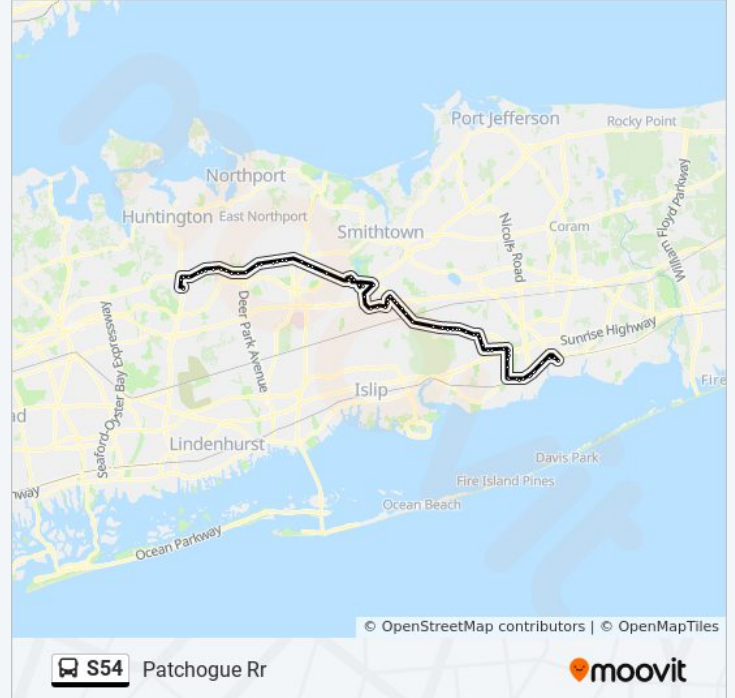 Port Jefferson
Rocky Point
Northport
Huntington
East Northport
Smithtown
Nicolls Road
Coram
William Floyd Parkway
Deer Park Avenue
Seaford-Oyster Bay Expressway
Sunrise Highway
Islip
Fire
ad
Lindenhurst
Davis Park
Fire Island Pines
way
Ocean Beach
Ocean Parkway
© OpenStreetMap contributors | © OpenMapTiles
S54 Patchogue Rr
moovit